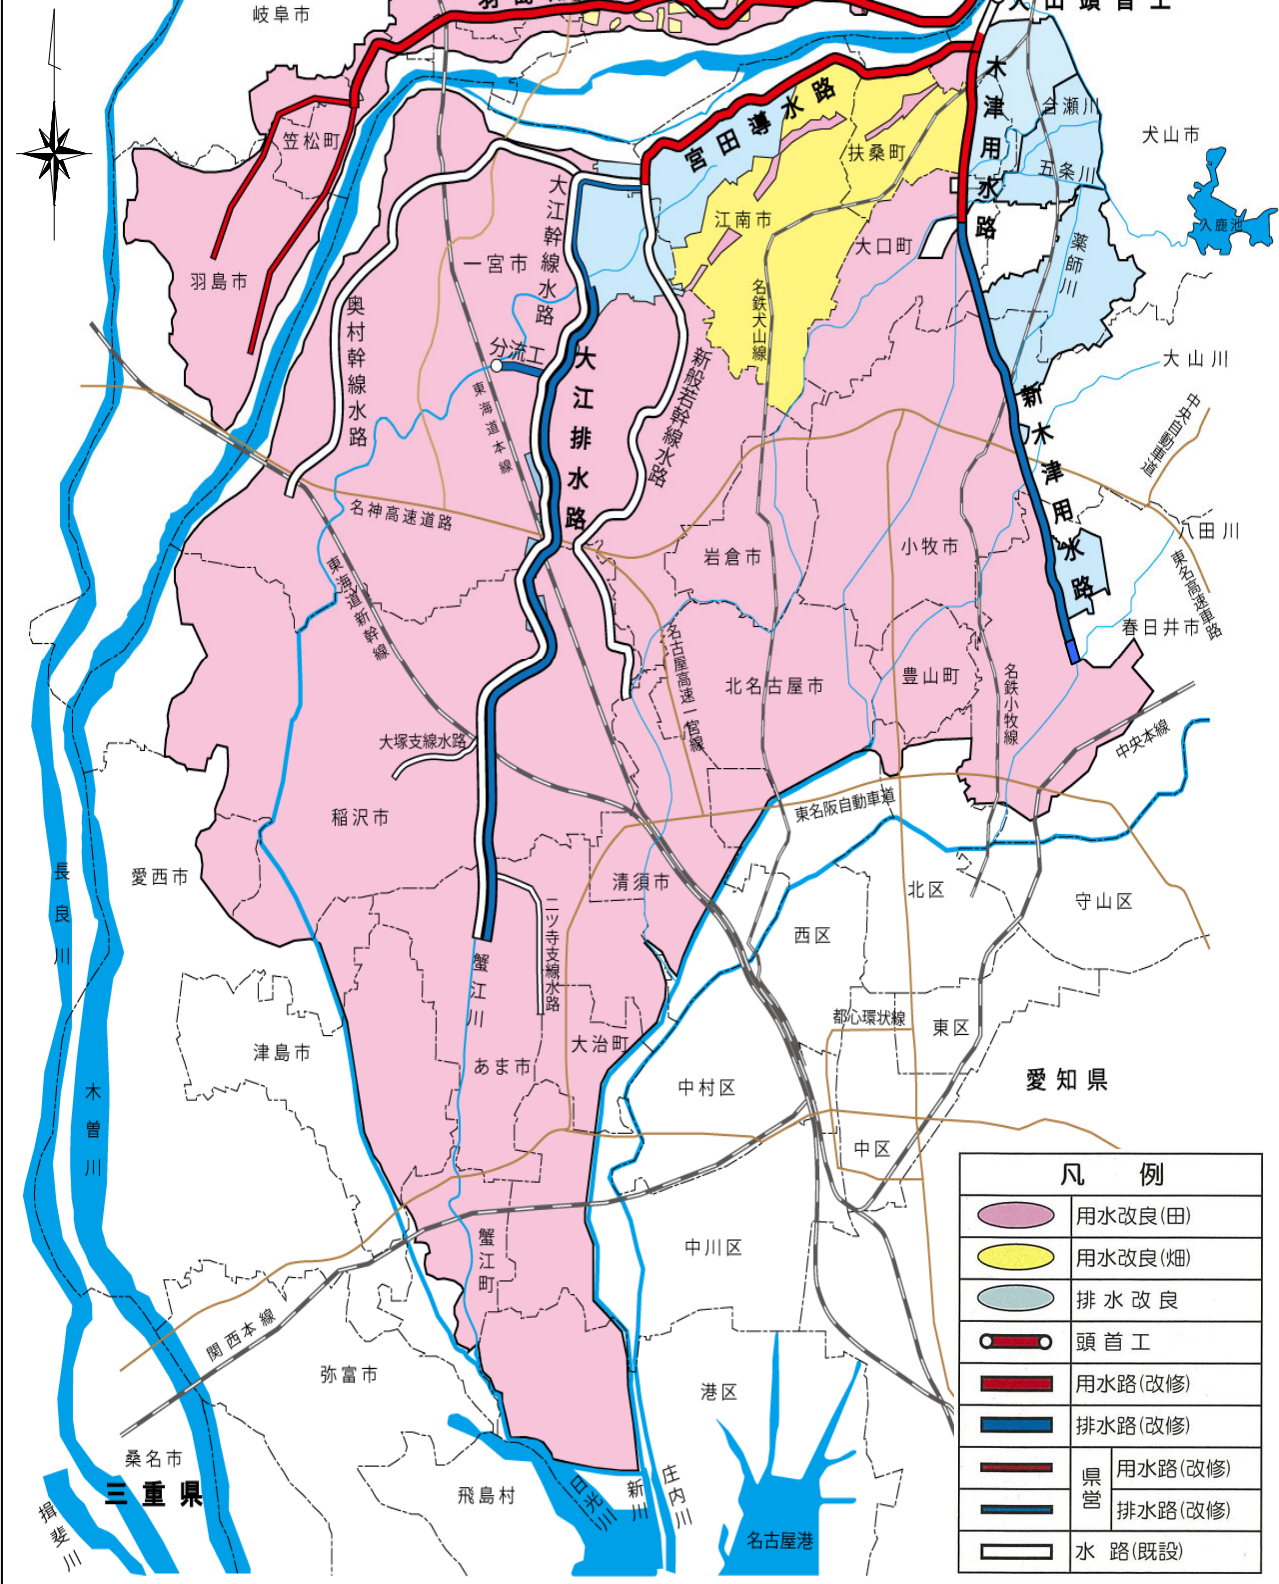 岐阜市
犬山頭首工
笠松町
羽島市
木津用水路
合瀬川
犬山市
五条川
入鹿池
薬師川
宮田導水路
扶桑町
江南市
大口町
一宮市
大江幹線水路
奥村幹線水路
分流工
大江排水路
東海道本線
新般若幹線水路
名鉄犬山線
大山川
新木津用水路
中央自動車道
名神高速道路
東海道新幹線
岩倉市
小牧市
八田川
東名高速車路
春日井市
名古屋高速一宮線
北名古屋市
豊山町
名鉄小牧線
中央本線
大塚支線水路
稲沢市
東名阪自動車道
清須市
愛西市
長良川
北区
守山区
西区
二ツ寺支線水路
蟹江川
都心環状線
東区
津島市
あま市
大治町
中村区
愛知県
木曽川
中区
蟹江町
中川区
関西本線
弥富市
港区
桑名市
三重県
揖斐川
飛島村
日光川
新川
庄内川
名古屋港
凡 例
用水改良(田)
用水改良(畑)
排水改良
頭首工
用水路(改修)
排水路(改修)
県営
用水路(改修)
排水路(改修)
水 路(既設)